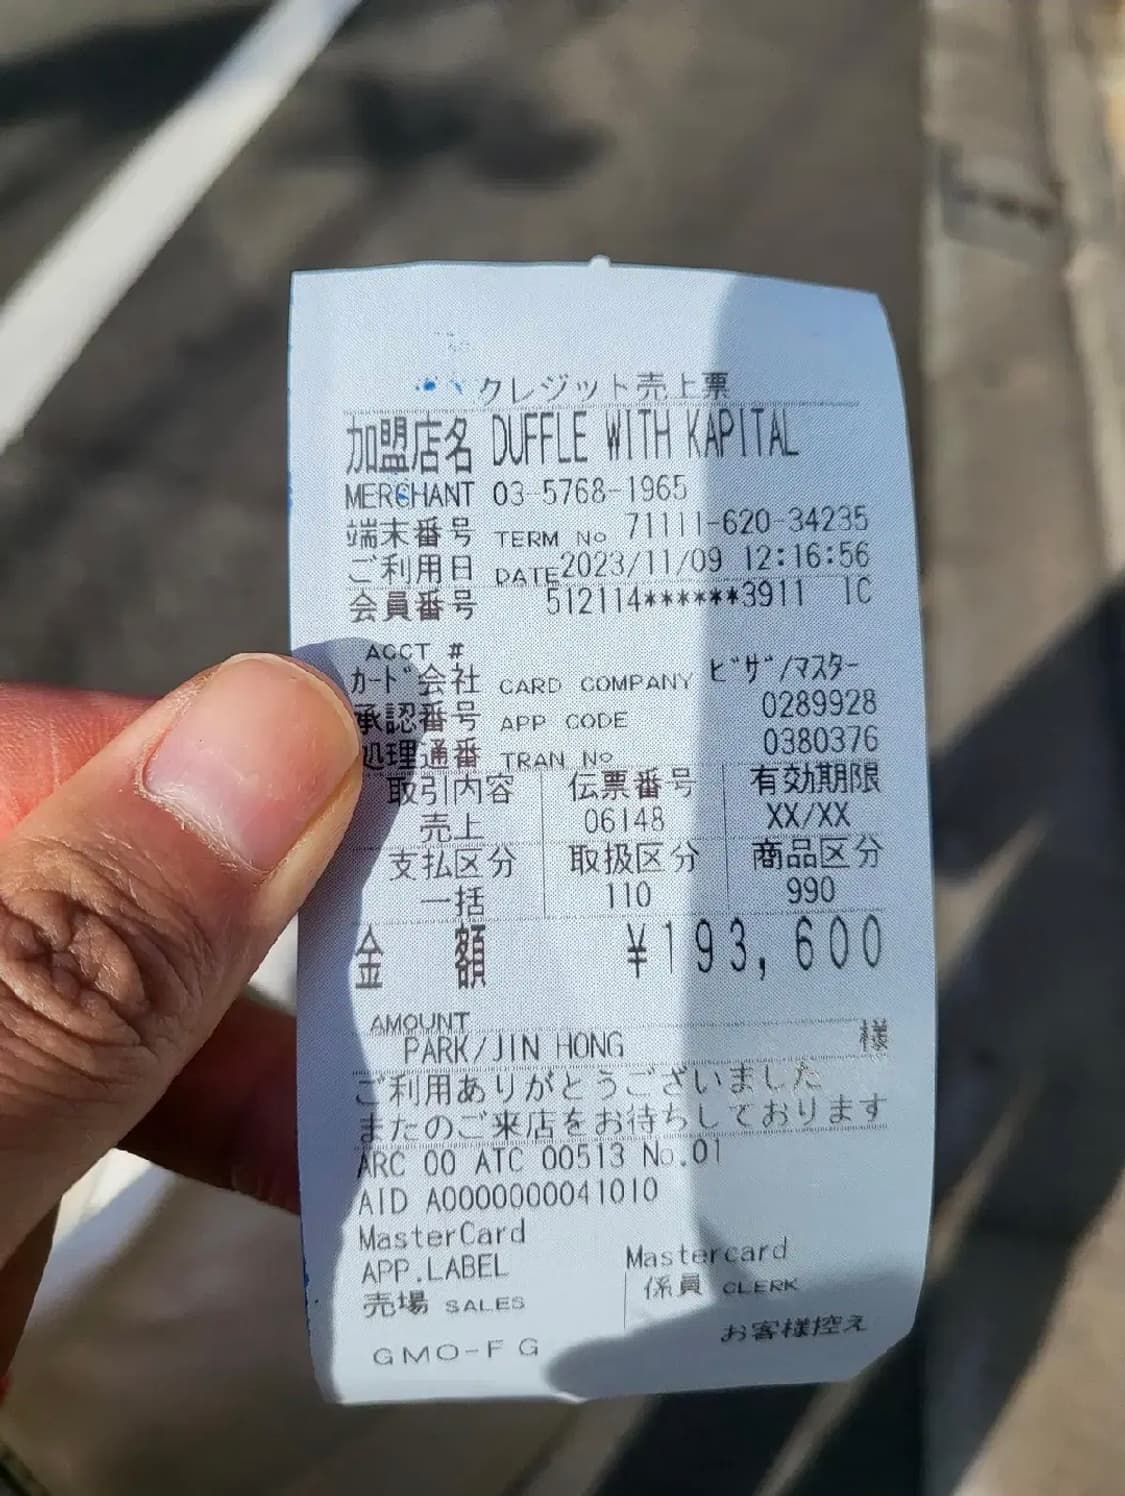 クレジット売上票
加盟店名 DUFFLE WITH KAPITAL
MERCHANT 03-5768-1965
端末番号 TERM No 71111-620-34235
ご利用日 DATE 2023/11/09 12:16:56
会員番号 512114******3911 IC
ACCT #
カード会社 CARD COMPANY ビザ/マスター
承認番号 APP CODE 0289928
処理通番 TRAN No 0380376
取引内容 伝票番号 有効期限
売上 06148 XX/XX
支払区分 取扱区分 商品区分
一括 110 990
金 額 ¥193,600
AMOUNT
PARK/JIN HONG 様
ご利用ありがとうございました
またのご来店をお待ちしております
ARC 00 ATC 00513 No.01
AID A0000000041010
MasterCard
APP.LABEL Mastercard
売場 SALES 係員 CLERK
GMO-FG お客様控え